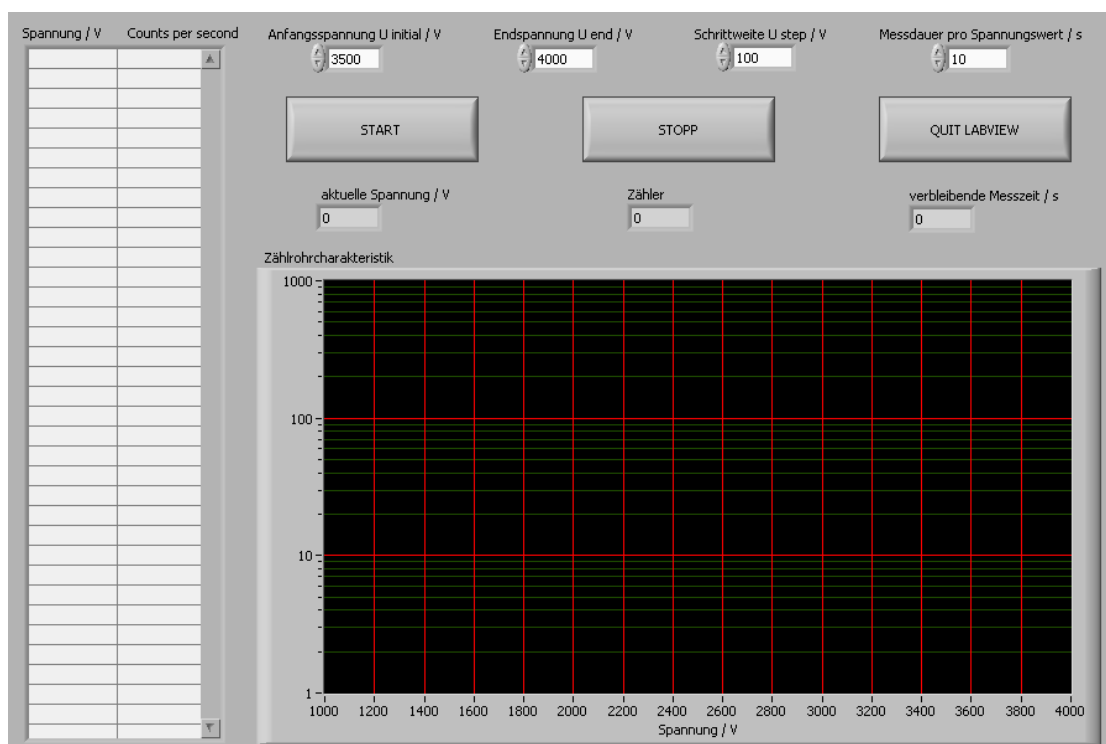 Spannung / V Counts per second
Anfangsspannung U initial / V Endspannung U end / V Schrittweite U step / V Messdauer pro Spannungswert / s
3500 4000 100 10
START STOPP QUIT LABVIEW
aktuelle Spannung / V Zähler verbleibende Messzeit / s
0 0 0
Zählrohrcharakteristik
1000
100
10
1
1000 1200 1400 1600 1800 2000 2200 2400 2600 2800 3000 3200 3400 3600 3800 4000
Spannung / V